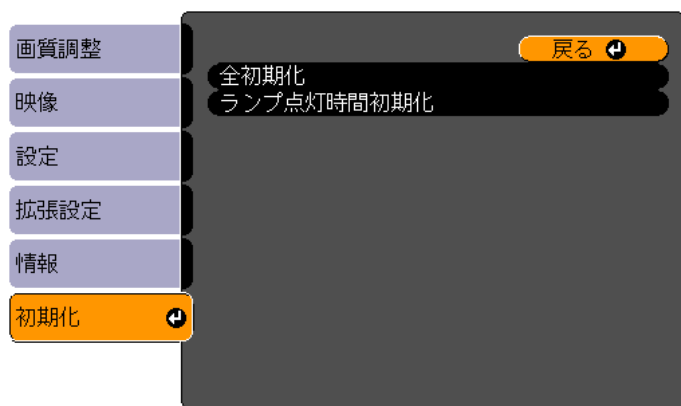 画質調整
映像
設定
拡張設定
情報
初期化
戻る
全初期化
ランプ点灯時間初期化